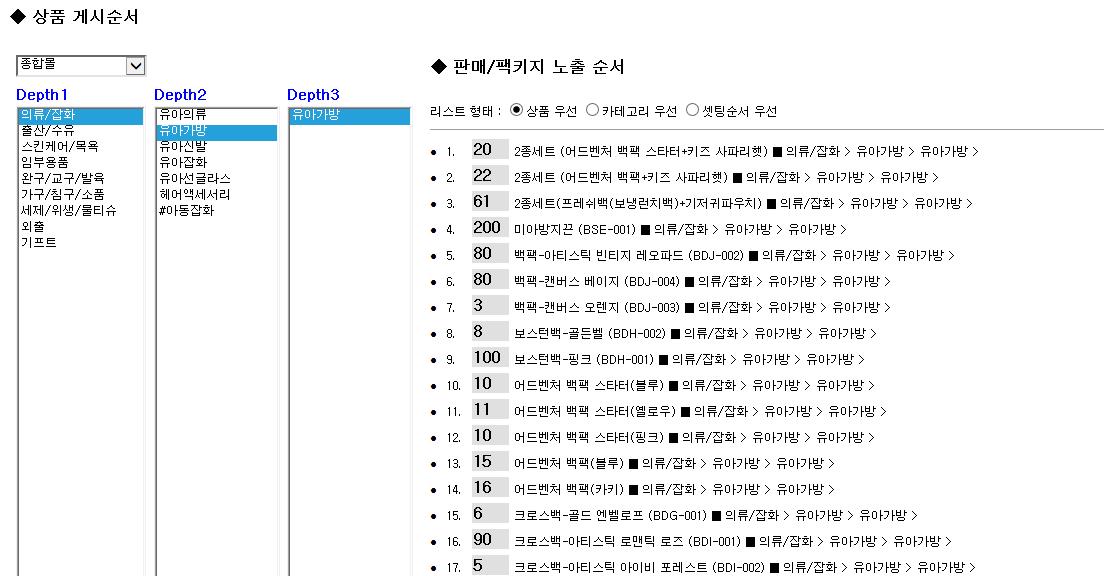 ◆ 상품 게시순서
종합몰
Depth1
의류/잡화
출산/수유
스킨케어/목욕
임부용품
완구/교구/발육
가구/침구/소품
세제/위생/물티슈
외출
기프트
Depth2
유아의류
유아가방
유아신발
유아잡화
유아선글라스
헤어액세서리
#아동잡화
Depth3
유아가방
◆ 판매/팩키지 노출 순서
리스트 형태 : 상품 우선 카테고리 우선 셋팅순서 우선
● 1. 20 2종세트 (어드벤처 백팩 스타터+키즈 사파리햇) ■ 의류/잡화 > 유아가방 > 유아가방 >
● 2. 22 2종세트 (어드벤처 백팩+키즈 사파리햇) ■ 의류/잡화 > 유아가방 > 유아가방 >
● 3. 61 2종세트(프레쉬백(보냉런치백)+기저귀파우치) ■ 의류/잡화 > 유아가방 > 유아가방 >
● 4. 200 미아방지끈 (BSE-001) ■ 의류/잡화 > 유아가방 > 유아가방 >
● 5. 80 백팩-아티스틱 빈티지 레오파드 (BDJ-002) ■ 의류/잡화 > 유아가방 > 유아가방 >
● 6. 80 백팩-캔버스 베이지 (BDJ-004) ■ 의류/잡화 > 유아가방 > 유아가방 >
● 7. 3 백팩-캔버스 오렌지 (BDJ-003) ■ 의류/잡화 > 유아가방 > 유아가방 >
● 8. 8 보스턴백-골든벨 (BDH-002) ■ 의류/잡화 > 유아가방 > 유아가방 >
● 9. 100 보스턴백-핑크 (BDH-001) ■ 의류/잡화 > 유아가방 > 유아가방 >
● 10. 10 어드벤처 백팩 스타터(블루) ■ 의류/잡화 > 유아가방 > 유아가방 >
● 11. 11 어드벤처 백팩 스타터(옐로우) ■ 의류/잡화 > 유아가방 > 유아가방 >
● 12. 10 어드벤처 백팩 스타터(핑크) ■ 의류/잡화 > 유아가방 > 유아가방 >
● 13. 15 어드벤처 백팩(블루) ■ 의류/잡화 > 유아가방 > 유아가방 >
● 14. 16 어드벤처 백팩(카키) ■ 의류/잡화 > 유아가방 > 유아가방 >
● 15. 6 크로스백-골드 엔벨로프 (BDG-001) ■ 의류/잡화 > 유아가방 > 유아가방 >
● 16. 90 크로스백-아티스틱 로맨틱 로즈 (BDI-001) ■ 의류/잡화 > 유아가방 > 유아가방 >
● 17. 5 크로스백-아티스틱 아이비 포레스트 (BDI-002) ■ 의류/잡화 > 유아가방 > 유아가방 >